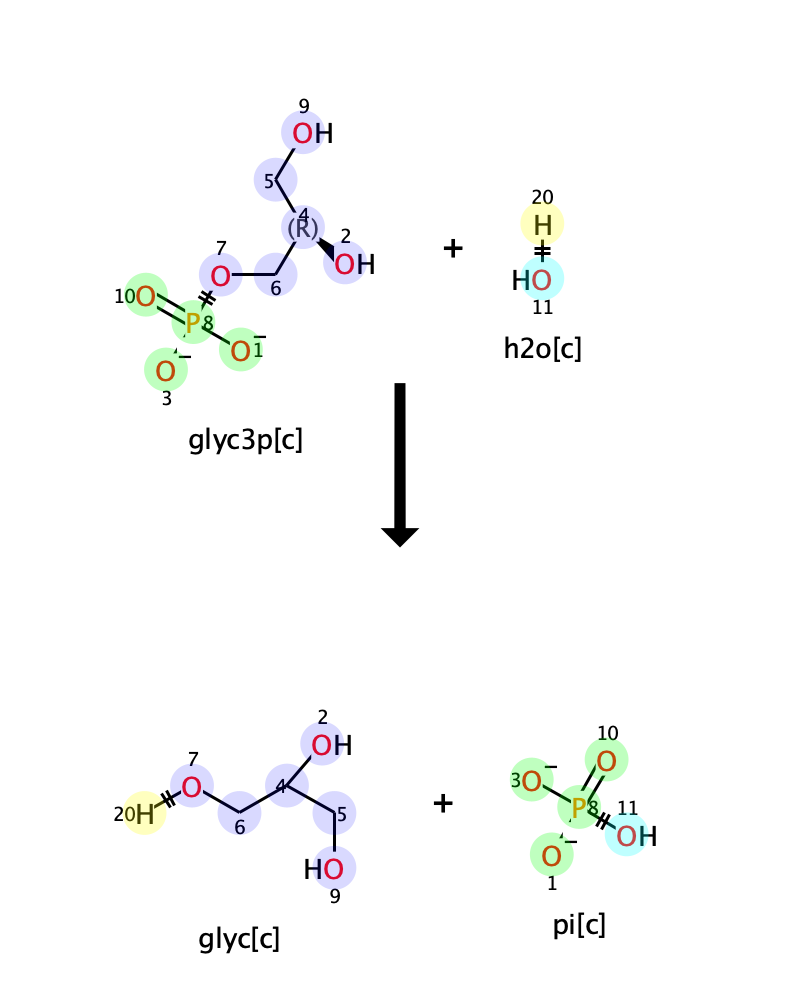 9
OH
5
4
(R)
2
OH
7
O
6
10 O
P 8
O − 1
O −
3
glyc3p[c]
+
20
H
HO
11
h2o[c]
2
OH
7
O
20 H
4
6
5
HO
9
glyc[c]
+
10
O
3 O −
P 8
11
OH
O −
1
pi[c]